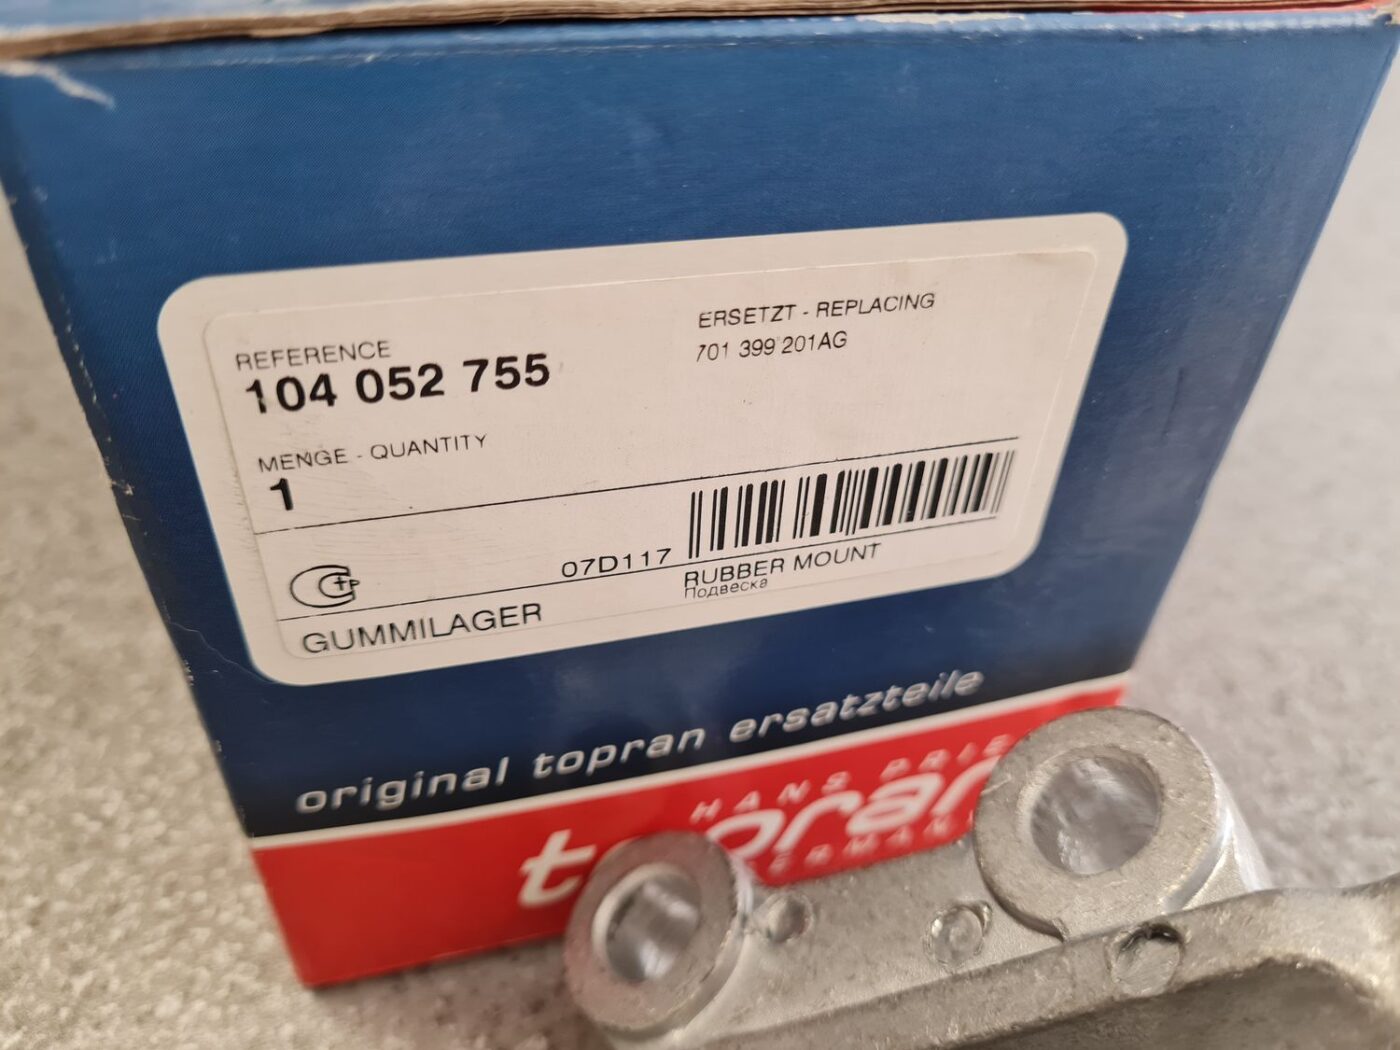 REFERENCE
104 052 755
ERSETZT - REPLACING
701 399 201AG
MENGE - QUANTITY
1
07D117
GUMMILAGER
RUBBER MOUNT
Подвеска
original topran ersatzteile
HANS